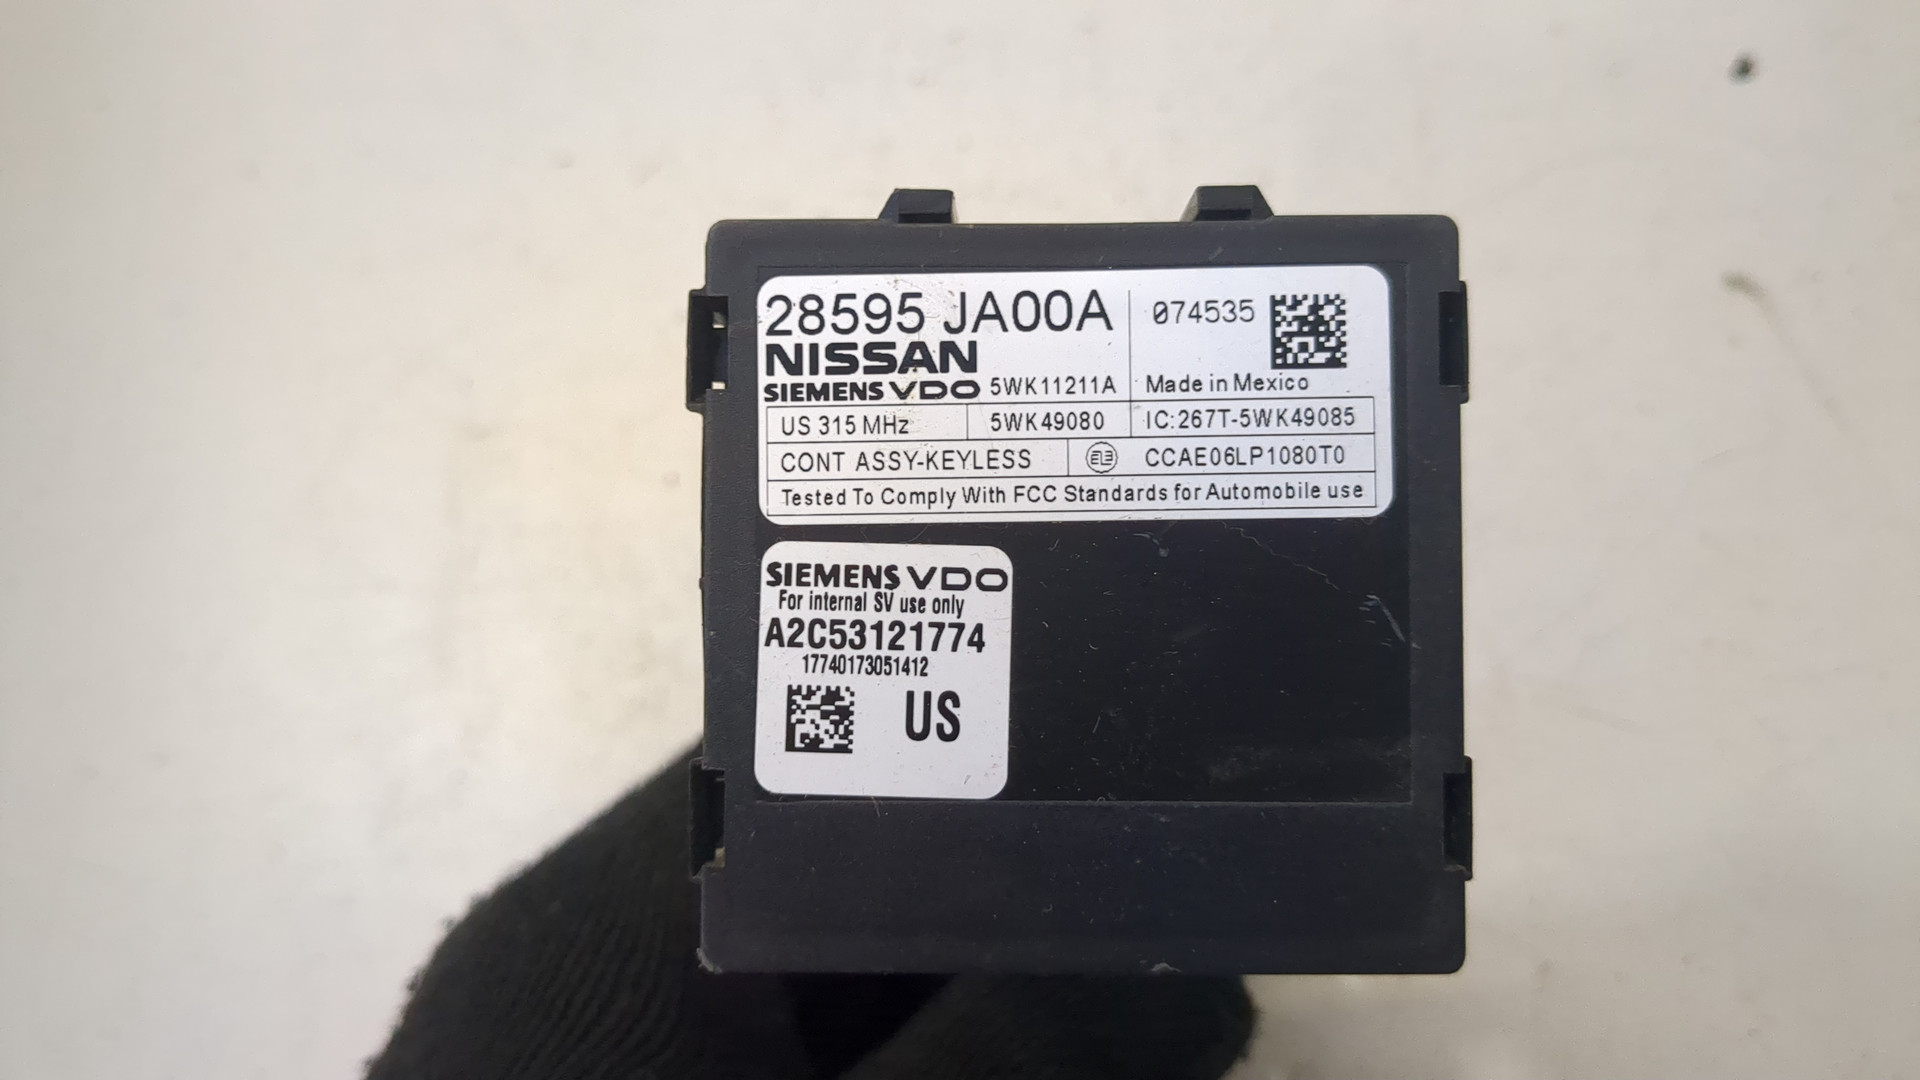 28595 JA00A
074535
NISSAN
SIEMENS VDO 5WK11211A
Made in Mexico
US 315 MHz
5WK49080
IC:267T-5WK49085
CONT ASSY-KEYLESS
CCAE06LP1080T0
Tested To Comply With FCC Standards for Automobile use
SIEMENS VDO
For internal SV use only
A2C53121774
17740173051412
US